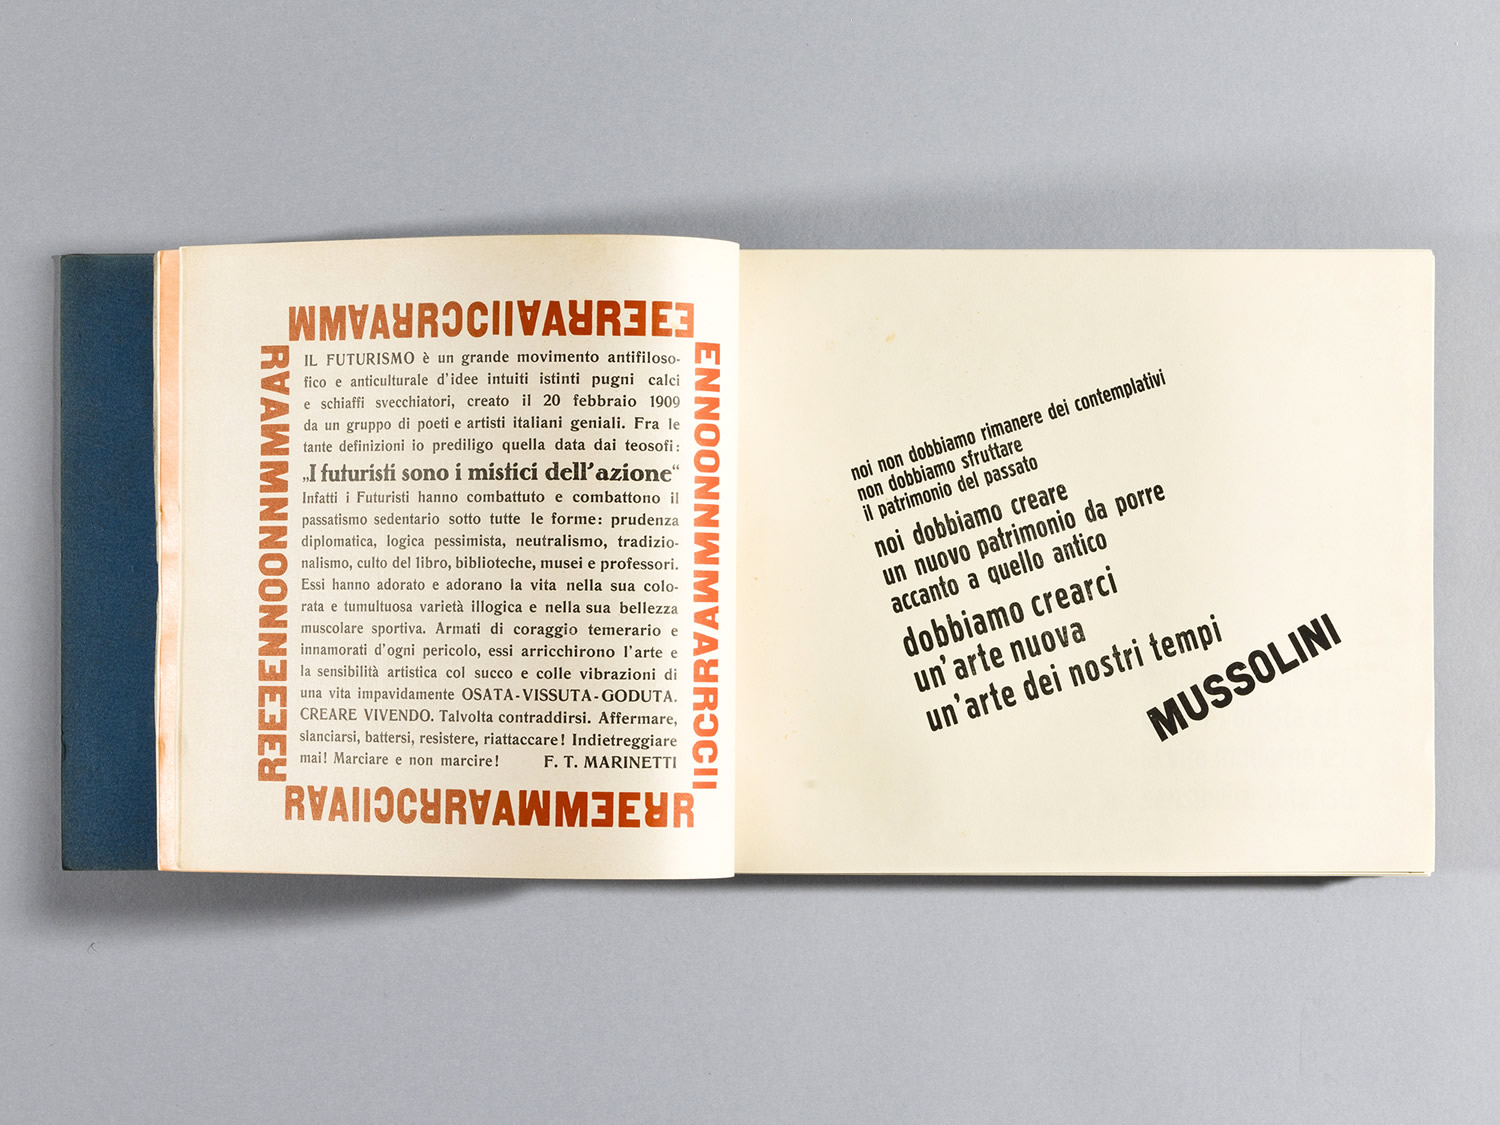 MMAARRCCIIAARREEE
ENNOONNMMAARRCCII
RAAIICCRRAAMMEERR
REEENNOONNMMAAR
IL FUTURISMO è un grande movimento antifiloso-
fico e anticulturale d'idee intuiti istinti pugni calci
e schiaffi svecchiatori, creato il 20 febbraio 1909
da un gruppo di poeti e artisti italiani geniali. Fra le
tante definizioni io prediligo quella data dai teosofi:
„I futuristi sono i mistici dell'azione“
Infatti i Futuristi hanno combattuto e combattono il
passatismo sedentario sotto tutte le forme: prudenza
diplomatica, logica pessimista, neutralismo, tradizio-
nalismo, culto del libro, biblioteche, musei e professori.
Essi hanno adorato e adorano la vita nella sua colo-
rata e tumultuosa varietà illogica e nella sua bellezza
muscolare sportiva. Armati di coraggio temerario e
innamorati d'ogni pericolo, essi arricchirono l'arte e
la sensibilità artistica col succo e colle vibrazioni di
una vita impavidamente OSATA-VISSUTA-GODUTA.
CREARE VIVENDO. Talvolta contraddirsi. Affermare,
slanciarsi, battersi, resistere, riattaccare! Indietreggiare
mai! Marciare e non marcire! F. T. MARINETTI
noi non dobbiamo rimanere dei contemplativi
non dobbiamo sfruttare
il patrimonio del passato
noi dobbiamo creare
un nuovo patrimonio da porre
accanto a quello antico
dobbiamo crearci
un'arte nuova
un'arte dei nostri tempi
MUSSOLINI